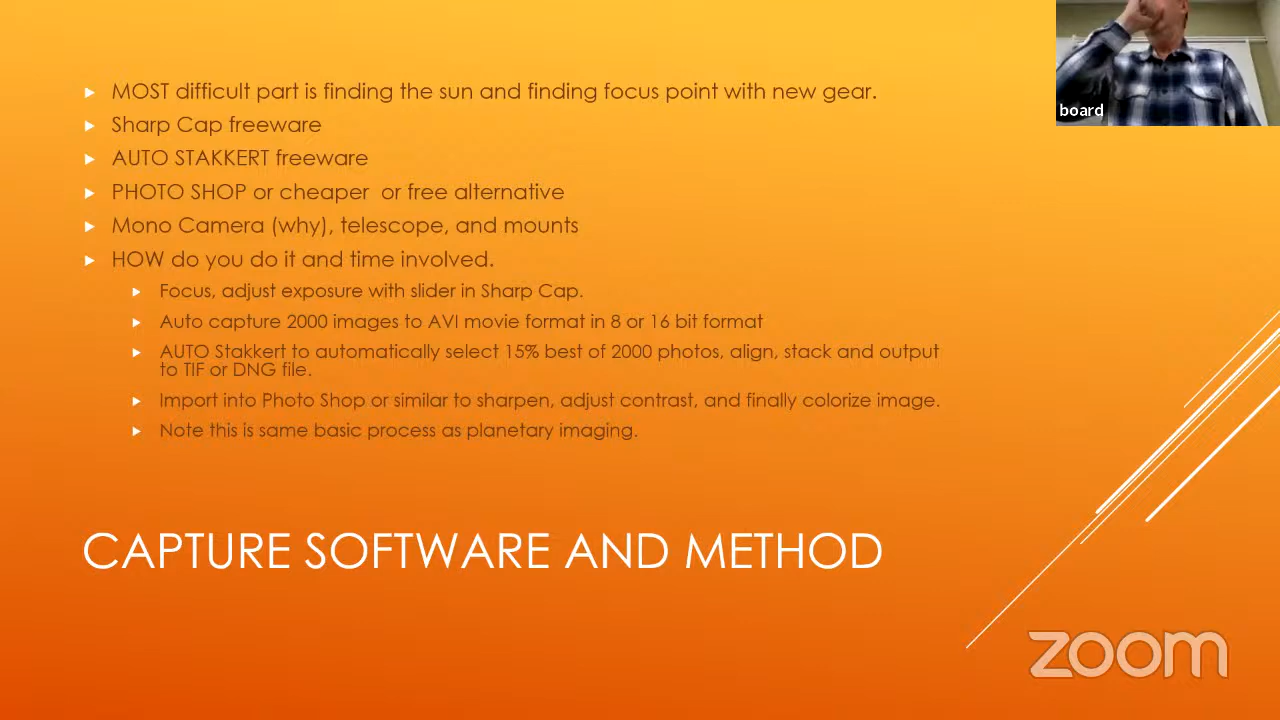 MOST difficult part is finding the sun and finding focus point with new gear.
Sharp Cap freeware
AUTO STAKKERT freeware
PHOTO SHOP or cheaper  or free alternative
Mono Camera (why), telescope, and mounts
HOW do you do it and time involved.
Focus, adjust exposure with slider in Sharp Cap.
Auto capture 2000 images to AVI movie format in 8 or 16 bit format
AUTO Stakkert to automatically select 15% best of 2000 photos, align, stack and output
to TIF or DNG file.
Import into Photo Shop or similar to sharpen, adjust contrast, and finally colorize image.
Note this is same basic process as planetary imaging.
CAPTURE SOFTWARE AND METHOD
board
zoom